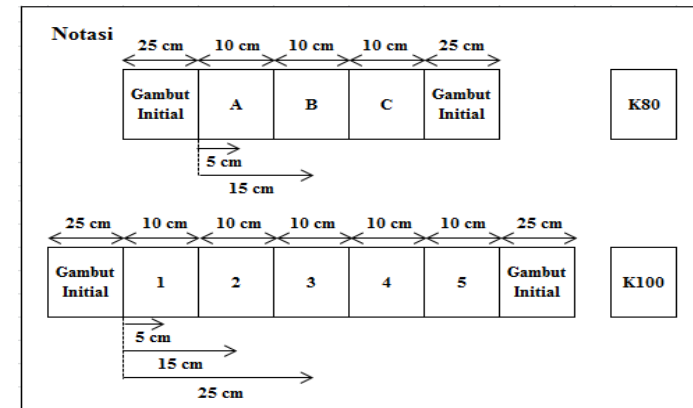 Notasi
25 cm 10 cm 10 cm 10 cm 25 cm
Gambut Initial A B C Gambut Initial K80
5 cm
15 cm
25 cm 10 cm 10 cm 10 cm 10 cm 10 cm 25 cm
Gambut Initial 1 2 3 4 5 Gambut Initial K100
5 cm
15 cm
25 cm